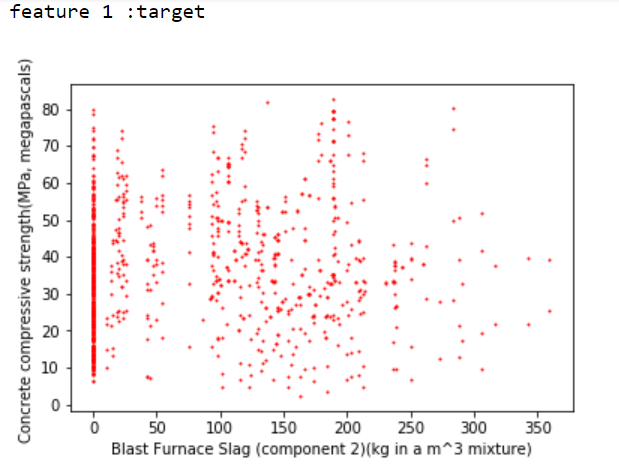 feature 1 :target
Concrete compressive strength(MPa, megapascals)
80
70
60
50
40
30
20
10
0
0 50 100 150 200 250 300 350
Blast Furnace Slag (component 2)(kg in a m^3 mixture)